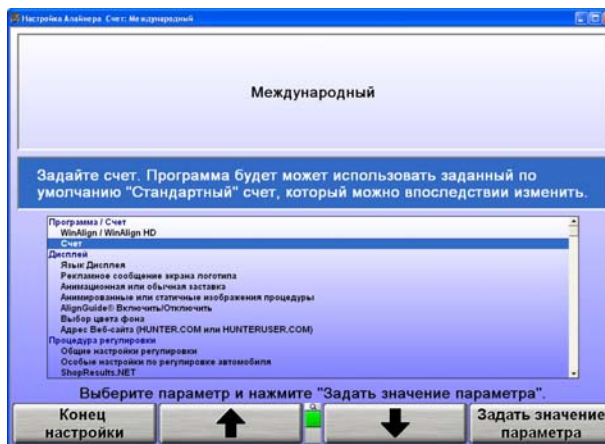 Настройка Алайнера Счет: Международный
Международный
Задайте счет. Программа будет может использовать заданный по
умолчанию "Стандартный" счет, который можно впоследствии изменить.
Программа / Счет
WinAlign / WinAlign HD
Счет
Дисплей
Язык Дисплея
Рекламное сообщение экрана логотипа
Анимационная или обычная заставка
Анимированные или статичные изображения процедуры
AlignGuide® Включить/Отключить
Выбор цвета фона
Адрес Веб-сайта (HUNTER.COM или HUNTERUSER.COM)
Процедура регулировки
Общие настройки регулировки
Особые настройки по регулировке автомобиля
ShopResults.NET
Выберите параметр и нажмите "Задать значение параметра".
Конец
настройки
Задать значение
параметра